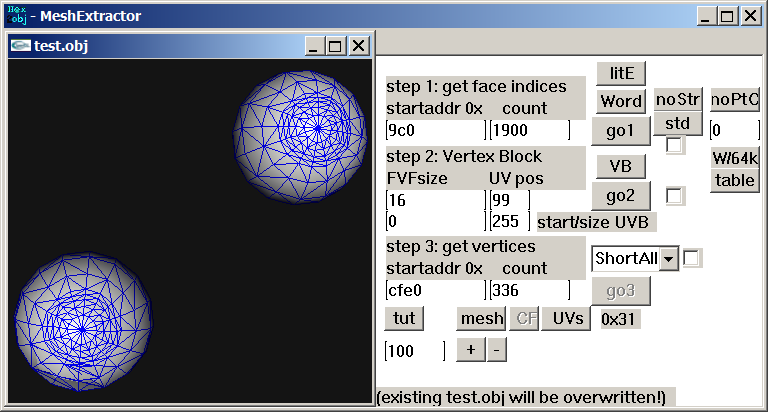 Hex
obj - MeshExtractor
test.obj
litE
step 1: get face indices
startaddr 0x count
Word
noStr
noPtC
9c0
1900
go1
std
0
step 2: Vertex Block
FVFsize UV pos
VB
W/64k
table
16
99
go2
0
255
start/size UVB
step 3: get vertices
startaddr 0x count
ShortAll
cfe0
336
go3
tut
mesh
CF
UVs
0x31
100
+
-
(existing test.obj will be overwritten!)